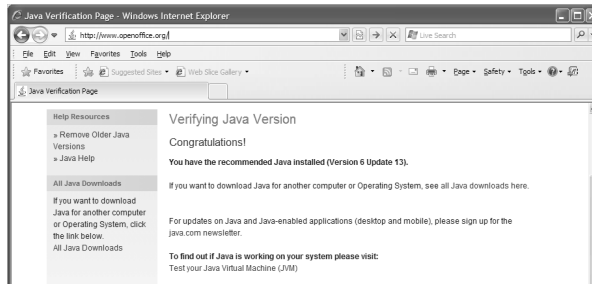 Java Verification Page - Windows Internet Explorer
http://www.openoffice.org/
Live Search
File Edit View Favorites Tools Help
Favorites Suggested Sites Web Slice Gallery Page Safety Tools
Java Verification Page
Help Resources
» Remove Older Java
Versions
» Java Help
All Java Downloads
If you want to download
Java for another computer
or Operating System, click
the link below.
All Java Downloads
Verifying Java Version
Congratulations!
You have the recommended Java installed (Version 6 Update 13).
If you want to download Java for another computer or Operating System, see all Java downloads here.
For updates on Java and Java-enabled applications (desktop and mobile), please sign up for the
java.com newsletter.
To find out if Java is working on your system please visit:
Test your Java Virtual Machine (JVM)